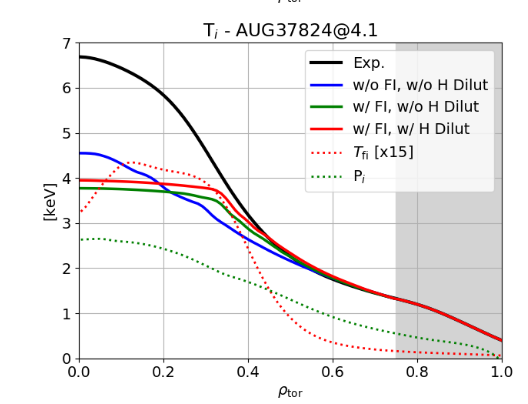 T_i - AUG37824@4.1
7
6
5
4
3
2
1
0
[keV]
Exp.
w/o FI, w/o H Dilut
w/ FI, w/o H Dilut
w/ FI, w/ H Dilut
T_fi [x15]
P_i
0.0 0.2 0.4 0.6 0.8 1.0
ρ_tor